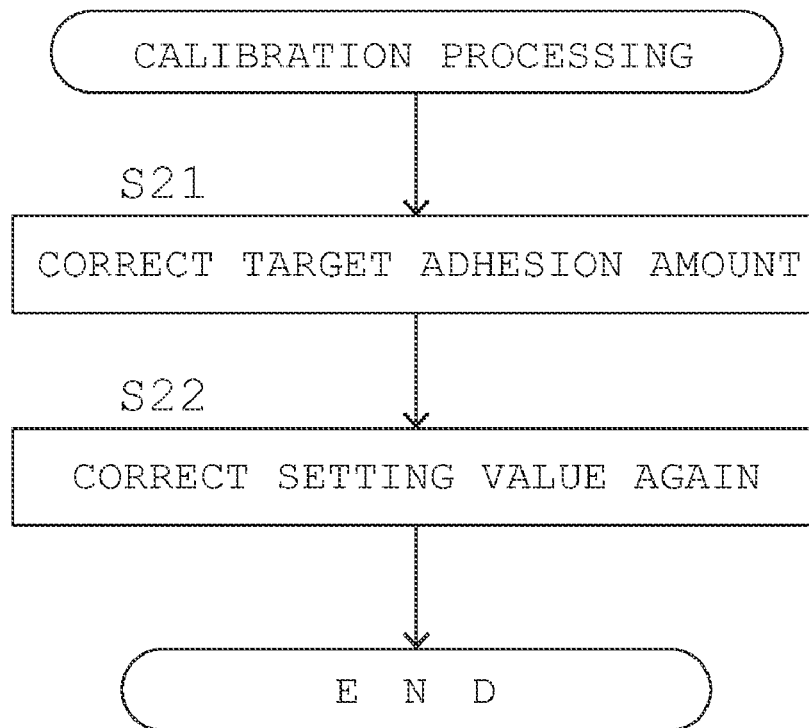 CALIBRATION PROCESSING
S21
CORRECT TARGET ADHESION AMOUNT
S22
CORRECT SETTING VALUE AGAIN
E N D